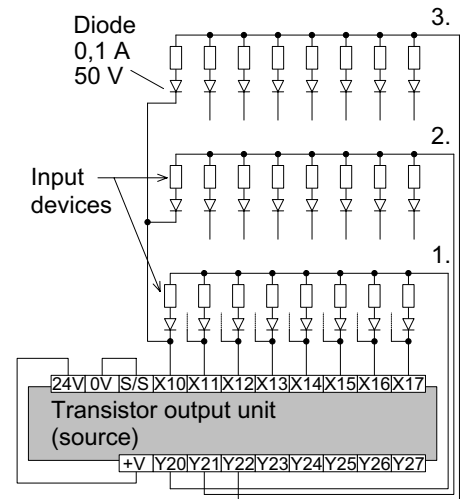 3.
Diode
0,1 A
50 V
2.
Input
devices
1.
24V 0V S/S X10 X11 X12 X13 X14 X15 X16 X17
Transistor output unit
(source)
+V Y20 Y21 Y22 Y23 Y24 Y25 Y26 Y27